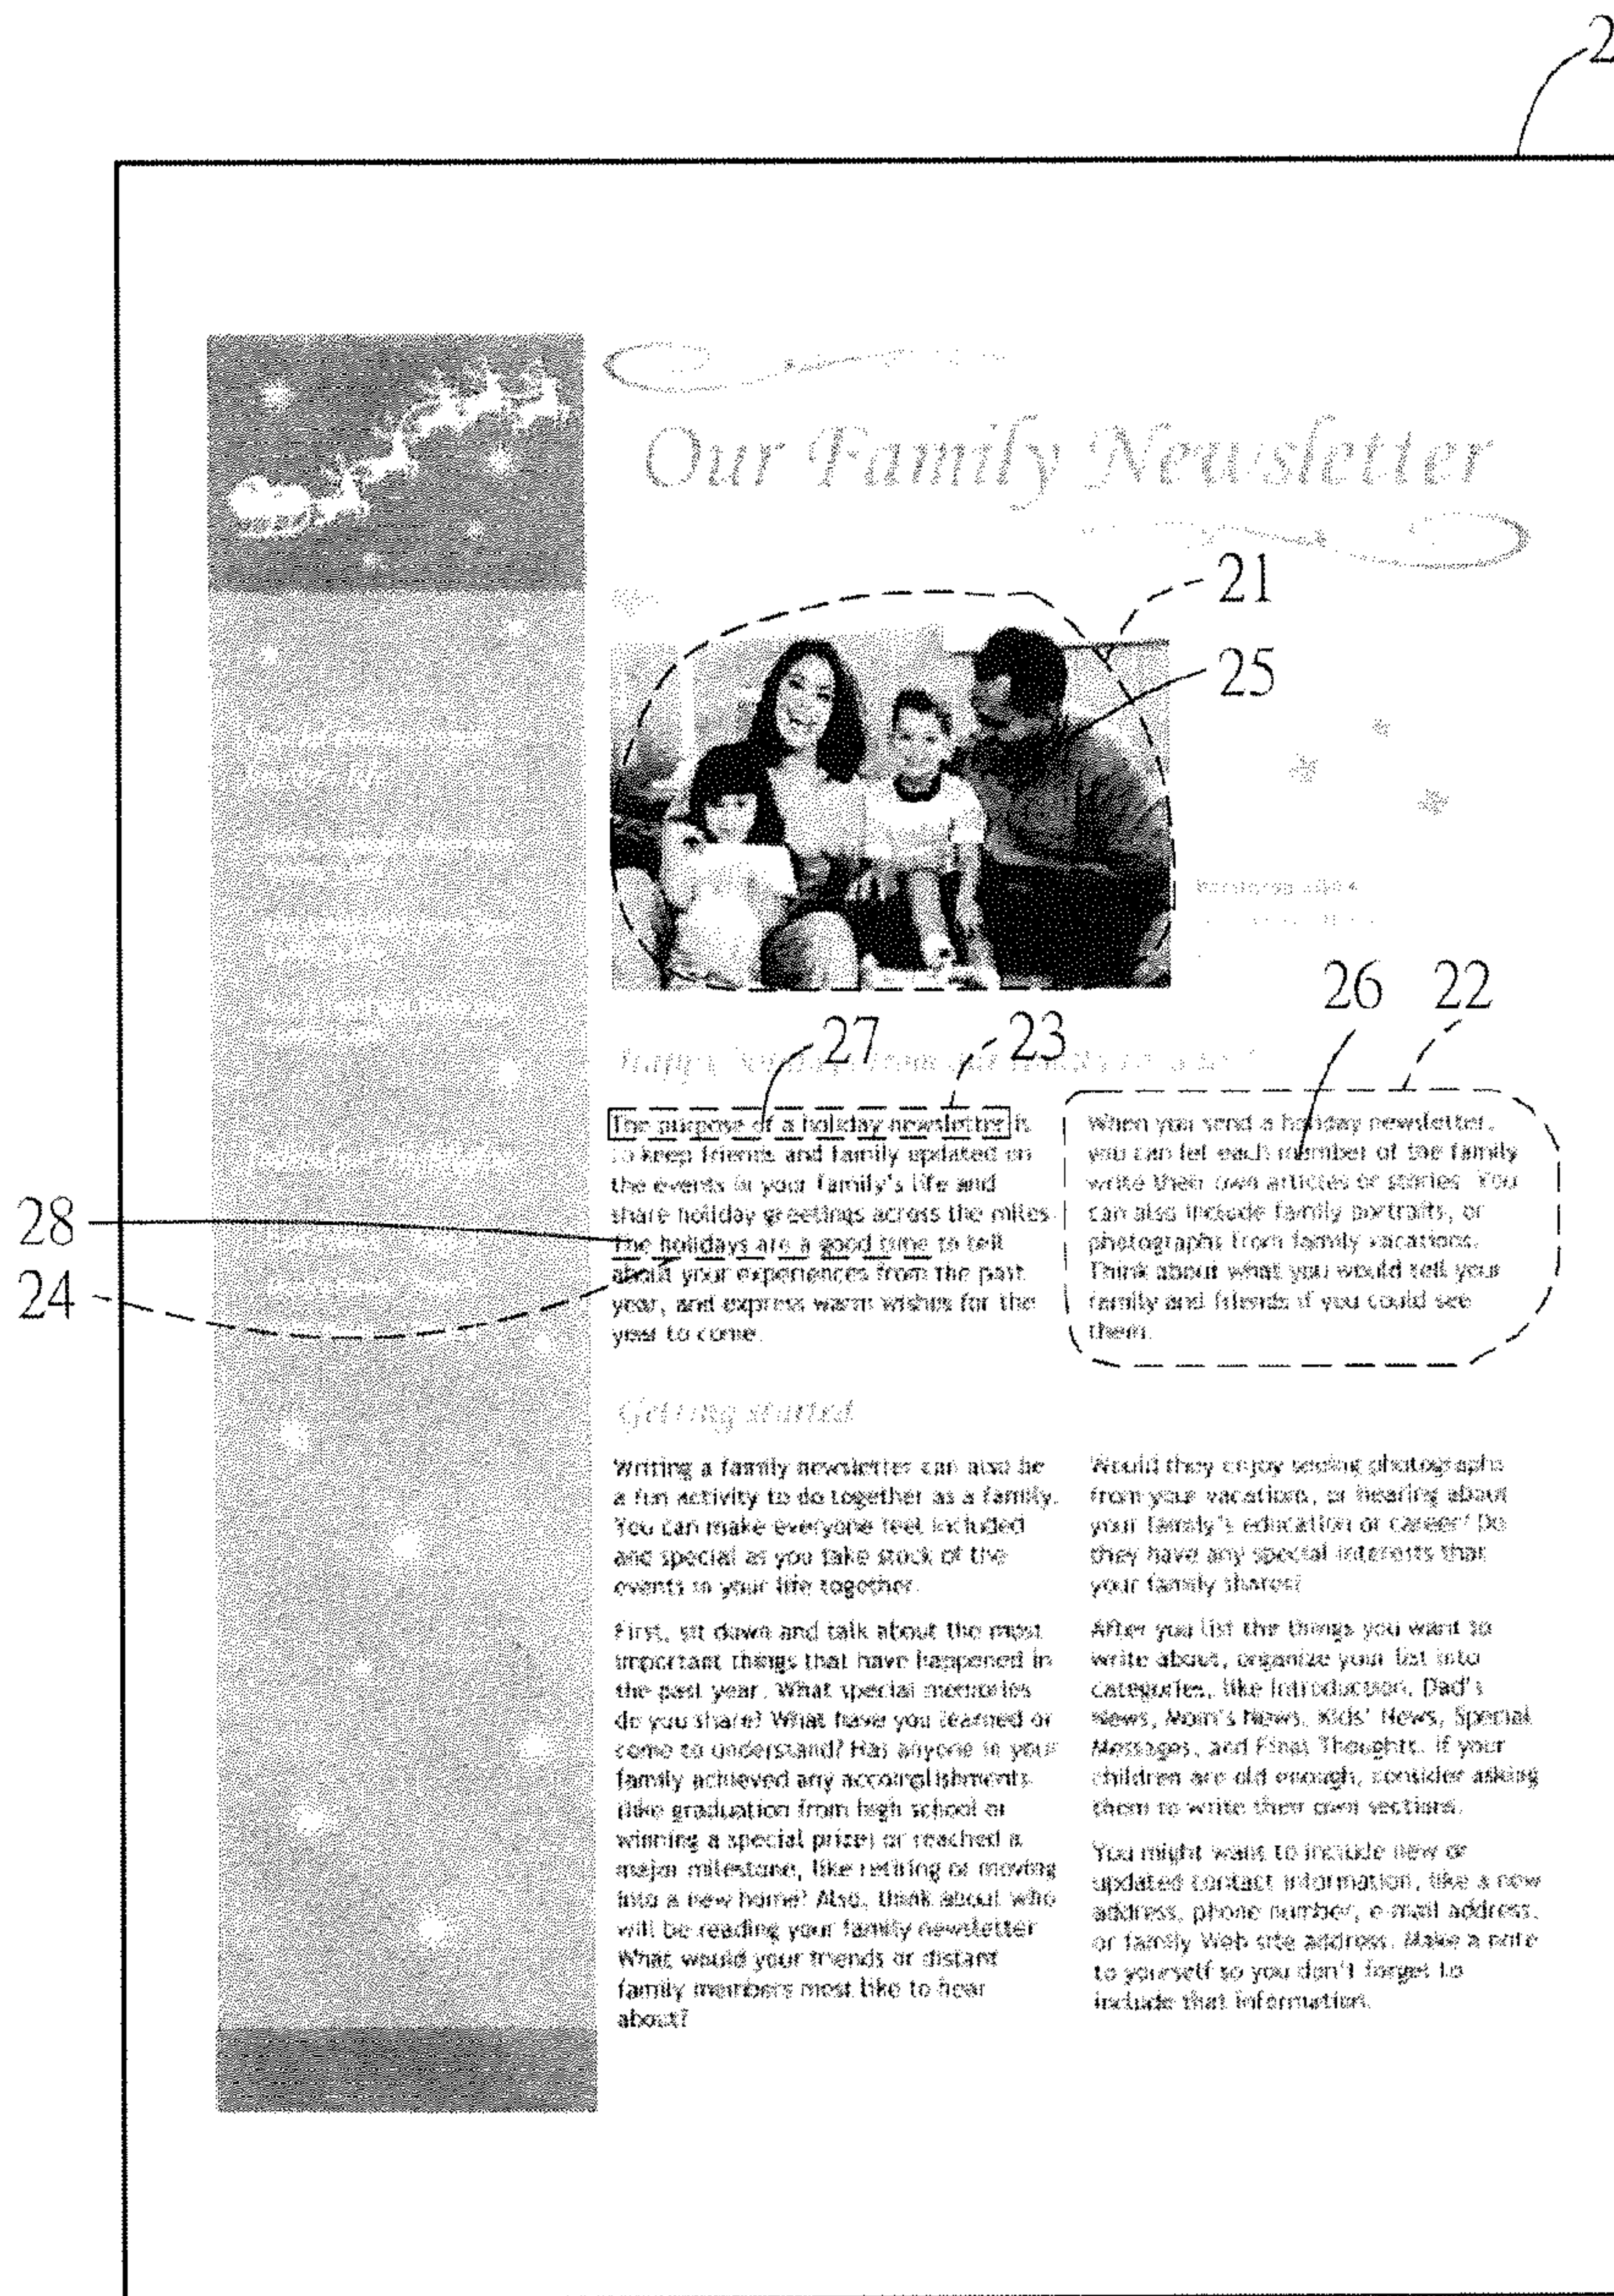 2
Our Family Newsletter
21
25
26 22
27 23
The purpose of a holiday newsletter is
to keep friends and family updated on
the events in your family's life and
share holiday greetings across the miles.
The holidays are a good time to tell
about your experiences from the past
year, and express warm wishes for the
year to come.
28
24
When you send a holiday newsletter,
you can let each member of the family
write their own articles or stories. You
can also include family portraits, or
photographs from family vacations.
Think about what you would tell your
family and friends if you could see
them.
Getting started
Writing a family newsletter can also be
a fun activity to do together as a family.
You can make everyone feel included
and special as you take stock of the
events in your life together.
First, sit down and talk about the most
important things that have happened in
the past year. What special memories
do you share? What have you learned or
come to understand? Has anyone in your
family achieved any accomplishments
(like graduation from high school or
winning a special prize) or reached a
major milestone, like retiring or moving
into a new home? Also, think about who
will be reading your family newsletter.
What would your friends or distant
family members most like to hear
about?
Would they enjoy seeing photographs
from your vacations, or hearing about
your family's education or career? Do
they have any special interests that
your family shares?
After you list the things you want to
write about, organize your list into
categories, like Introduction, Dad's
News, Mom's News, Kids' News, Special
Messages, and Final Thoughts. If your
children are old enough, consider asking
them to write their own sections.
You might want to include new or
updated contact information, like a new
address, phone number, e-mail address,
or family Web site address. Make a note
to yourself so you don't forget to
include that information.